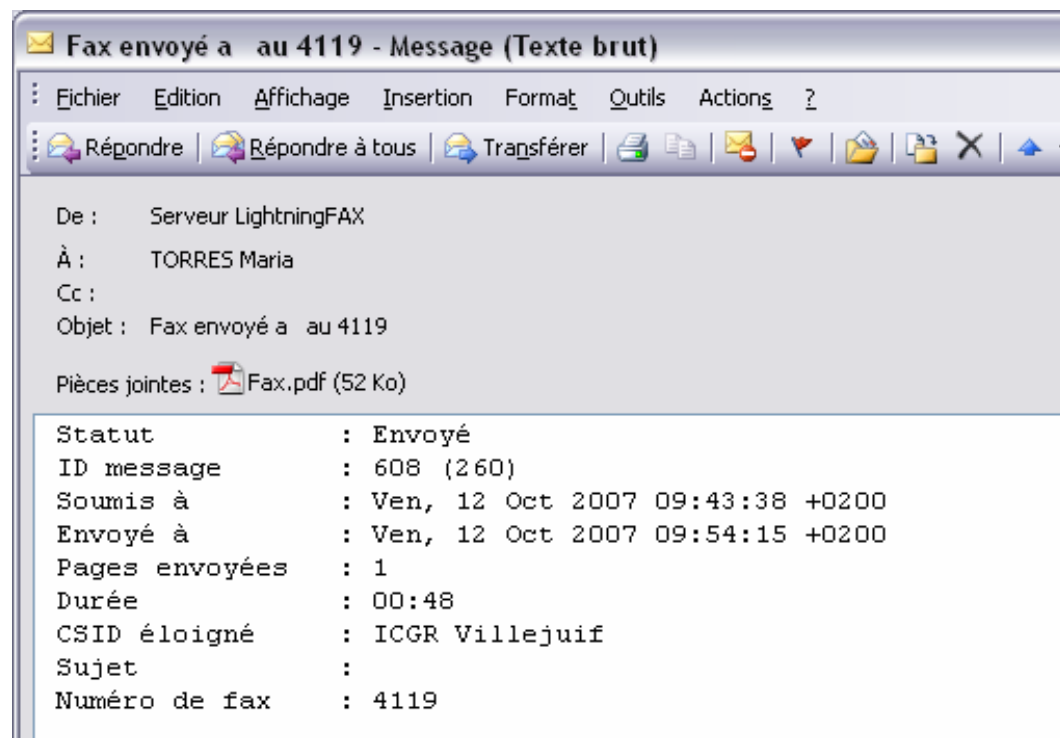 Fax envoyé a au 4119 - Message (Texte brut)
Fichier Edition Affichage Insertion Format Outils Actions ?
Répondre Répondre à tous Transférer
De : Serveur LightningFAX
À : TORRES Maria
Cc :
Objet : Fax envoyé a au 4119
Pièces jointes : Fax.pdf (52 Ko)
Statut : Envoyé
ID message : 608 (260)
Soumis à : Ven, 12 Oct 2007 09:43:38 +0200
Envoyé à : Ven, 12 Oct 2007 09:54:15 +0200
Pages envoyées : 1
Durée : 00:48
CSID éloigné : ICGR Villejuif
Sujet :
Numéro de fax : 4119